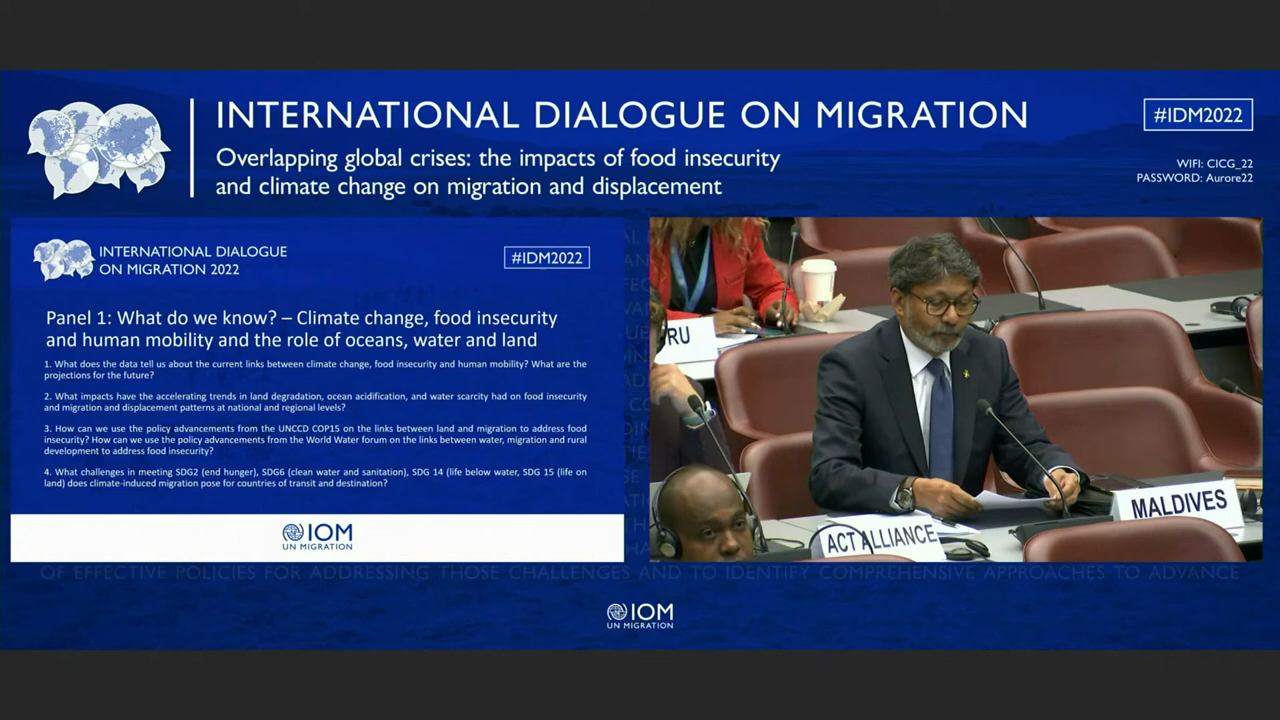 INTERNATIONAL DIALOGUE ON MIGRATION
Overlapping global crises: the impacts of food insecurity
and climate change on migration and displacement
#IDM2022
WIFI: CICG_22
PASSWORD: Aurore22
INTERNATIONAL DIALOGUE
ON MIGRATION 2022
#IDM2022
Panel 1: What do we know? – Climate change, food insecurity
and human mobility and the role of oceans, water and land
1. What does the data tell us about the current links between climate change, food insecurity and human mobility? What are the
projections for the future?
2. What impacts have the accelerating trends in land degradation, ocean acidification, and water scarcity had on food insecurity
and migration and displacement patterns at national and regional levels?
3. How can we use the policy advancements from the UNCCD COP15 on the links between land and migration to address food
insecurity? How can we use the policy advancements from the World Water forum on the links between water, migration and rural
development to address food insecurity?
4. What challenges in meeting SDG2 (end hunger), SDG6 (clean water and sanitation), SDG 14 (life below water, SDG 15 (life on
land) does climate-induced migration pose for countries of transit and destination?
IOM
UN MIGRATION
RU
ACT ALLIANCE
MALDIVES
OF EFFECTIVE POLICIES FOR ADDRESSING THOSE CHALLENGES AND TO IDENTIFY COMPREHENSIVE APPROACHES TO ADVANCE
IOM
UN MIGRATION